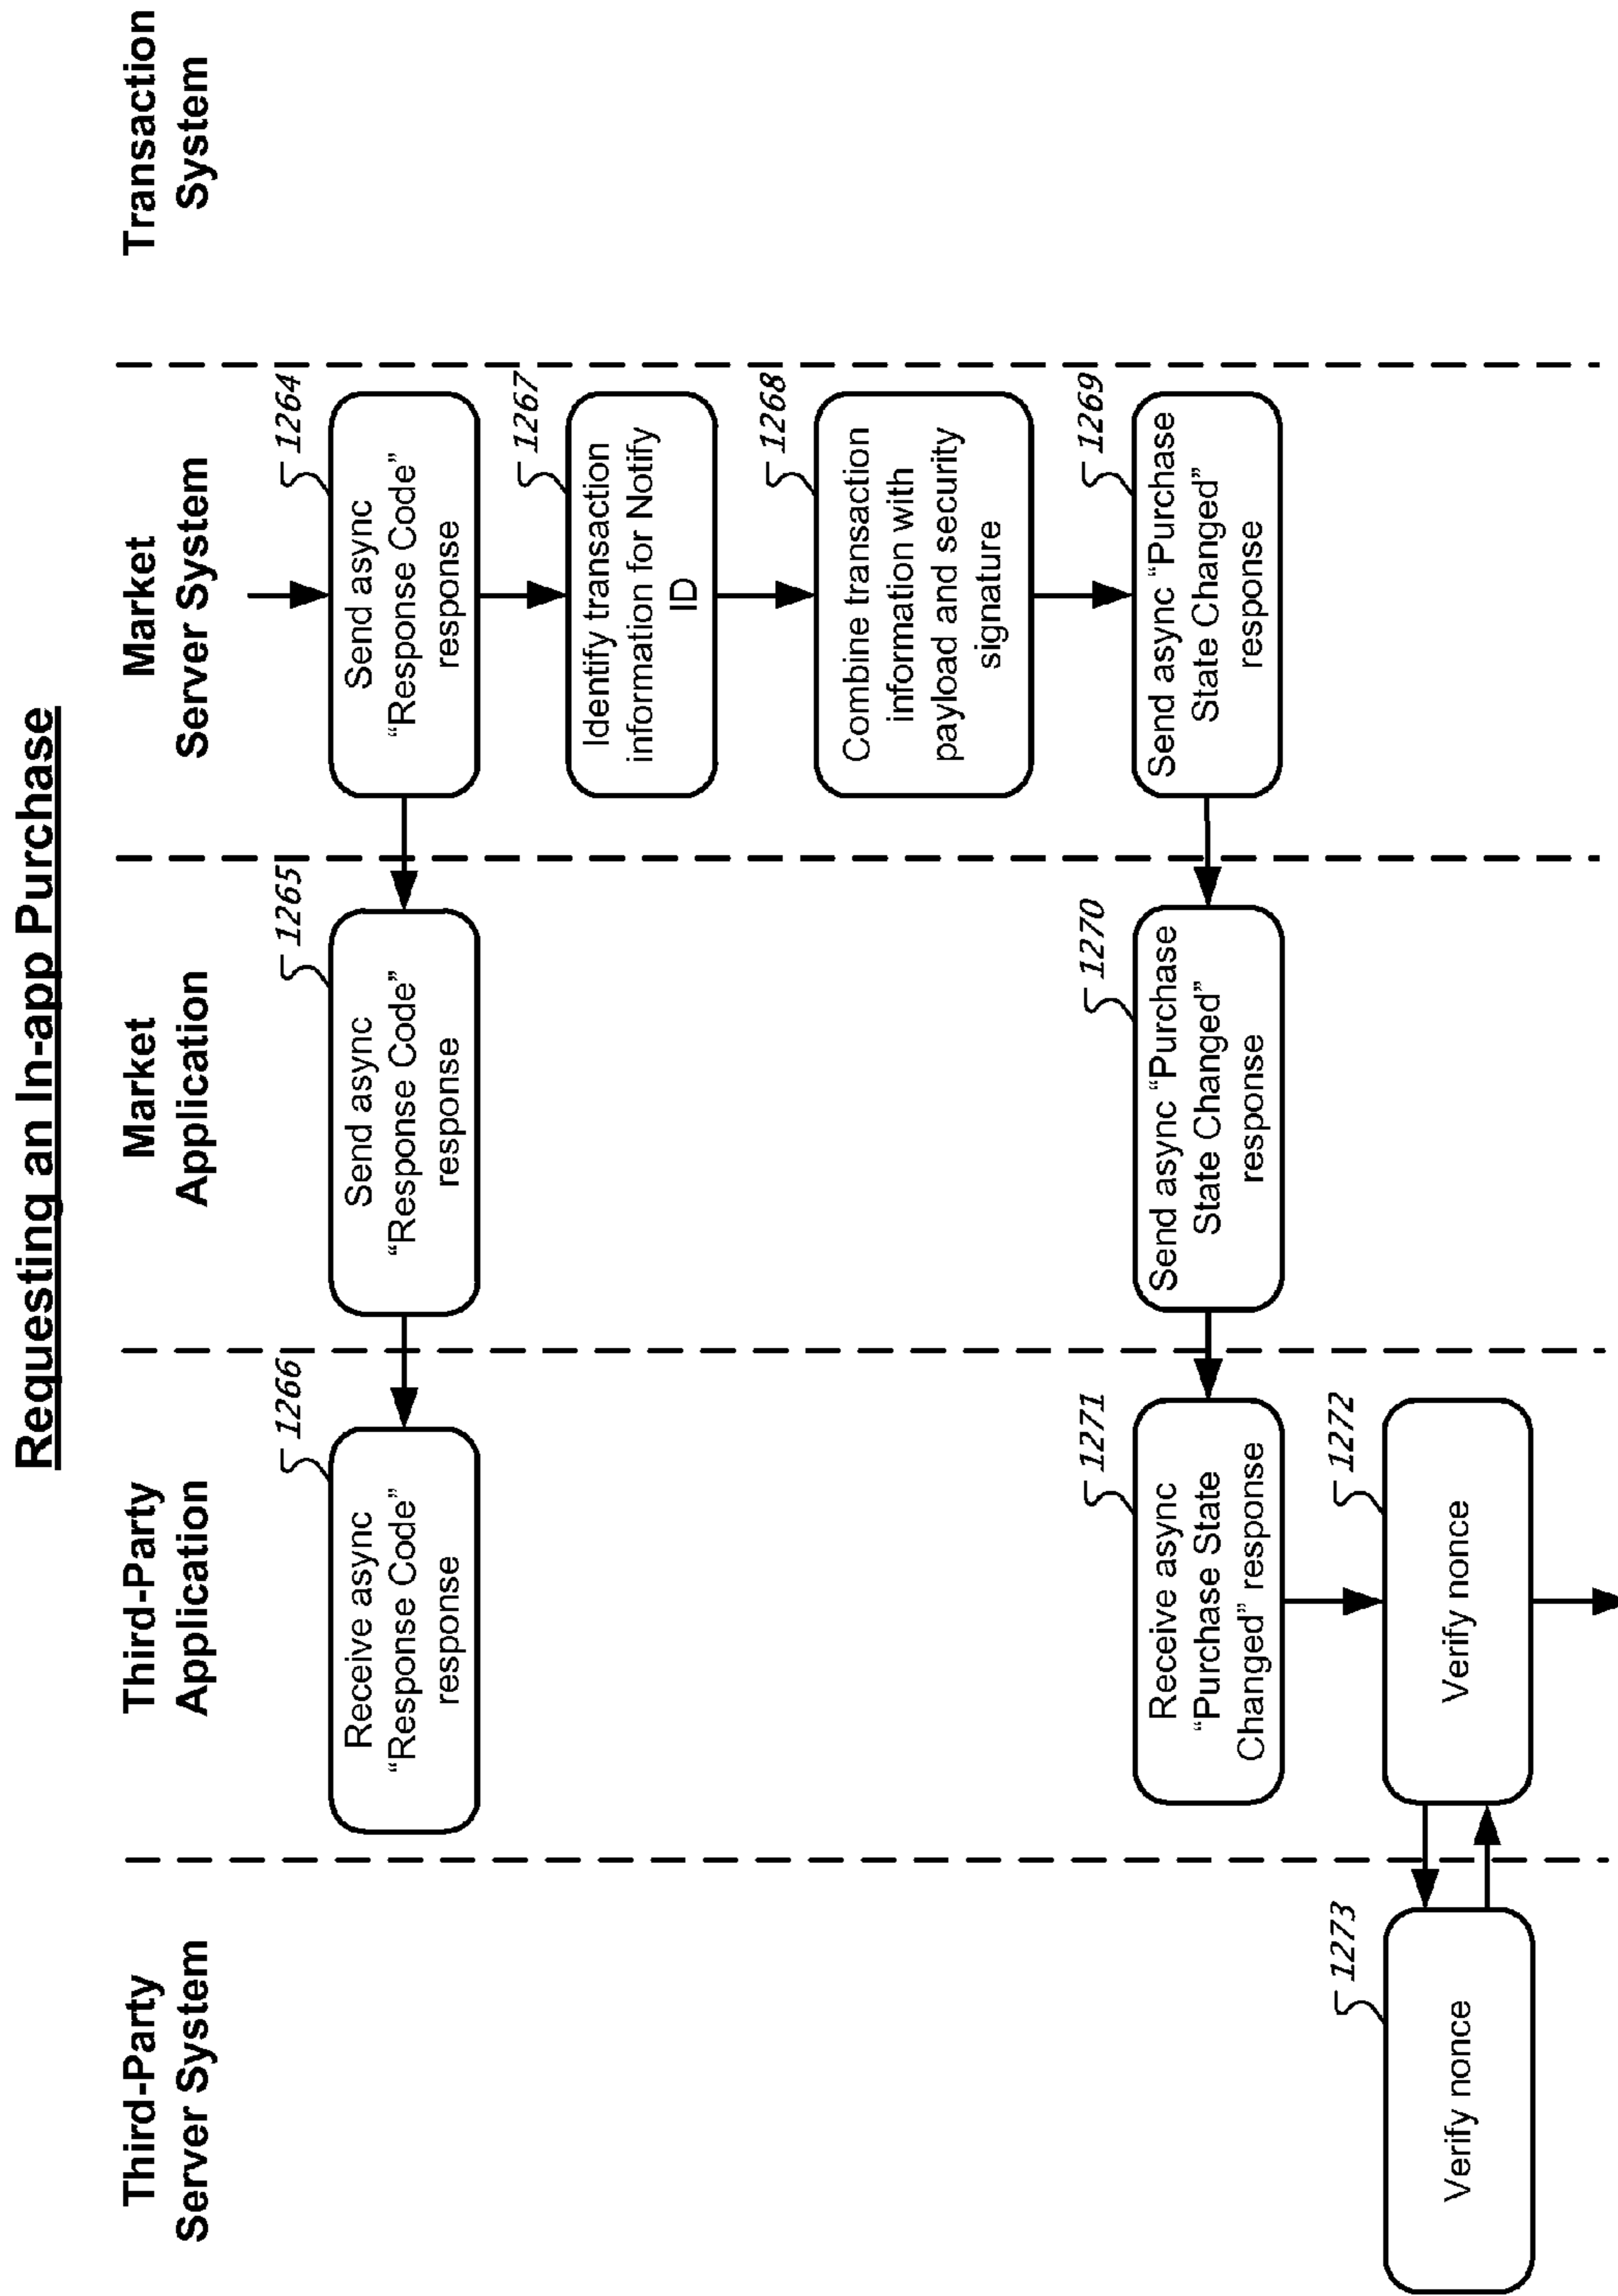 Requesting an In-app Purchase
Third-Party
Server System
Third-Party
Application
Market
Application
Market
Server System
Transaction
System
1266
Receive async
“Response Code”
response
1265
Send async
“Response Code”
response
1264
Send async
“Response Code”
response
1267
Identify transaction
information for Notify
ID
1268
Combine transaction
information with
payload and security
signature
1271
Receive async
“Purchase State
Changed” response
1270
Send async “Purchase
State Changed”
response
1269
Send async “Purchase
State Changed”
response
1273
Verify nonce
1272
Verify nonce